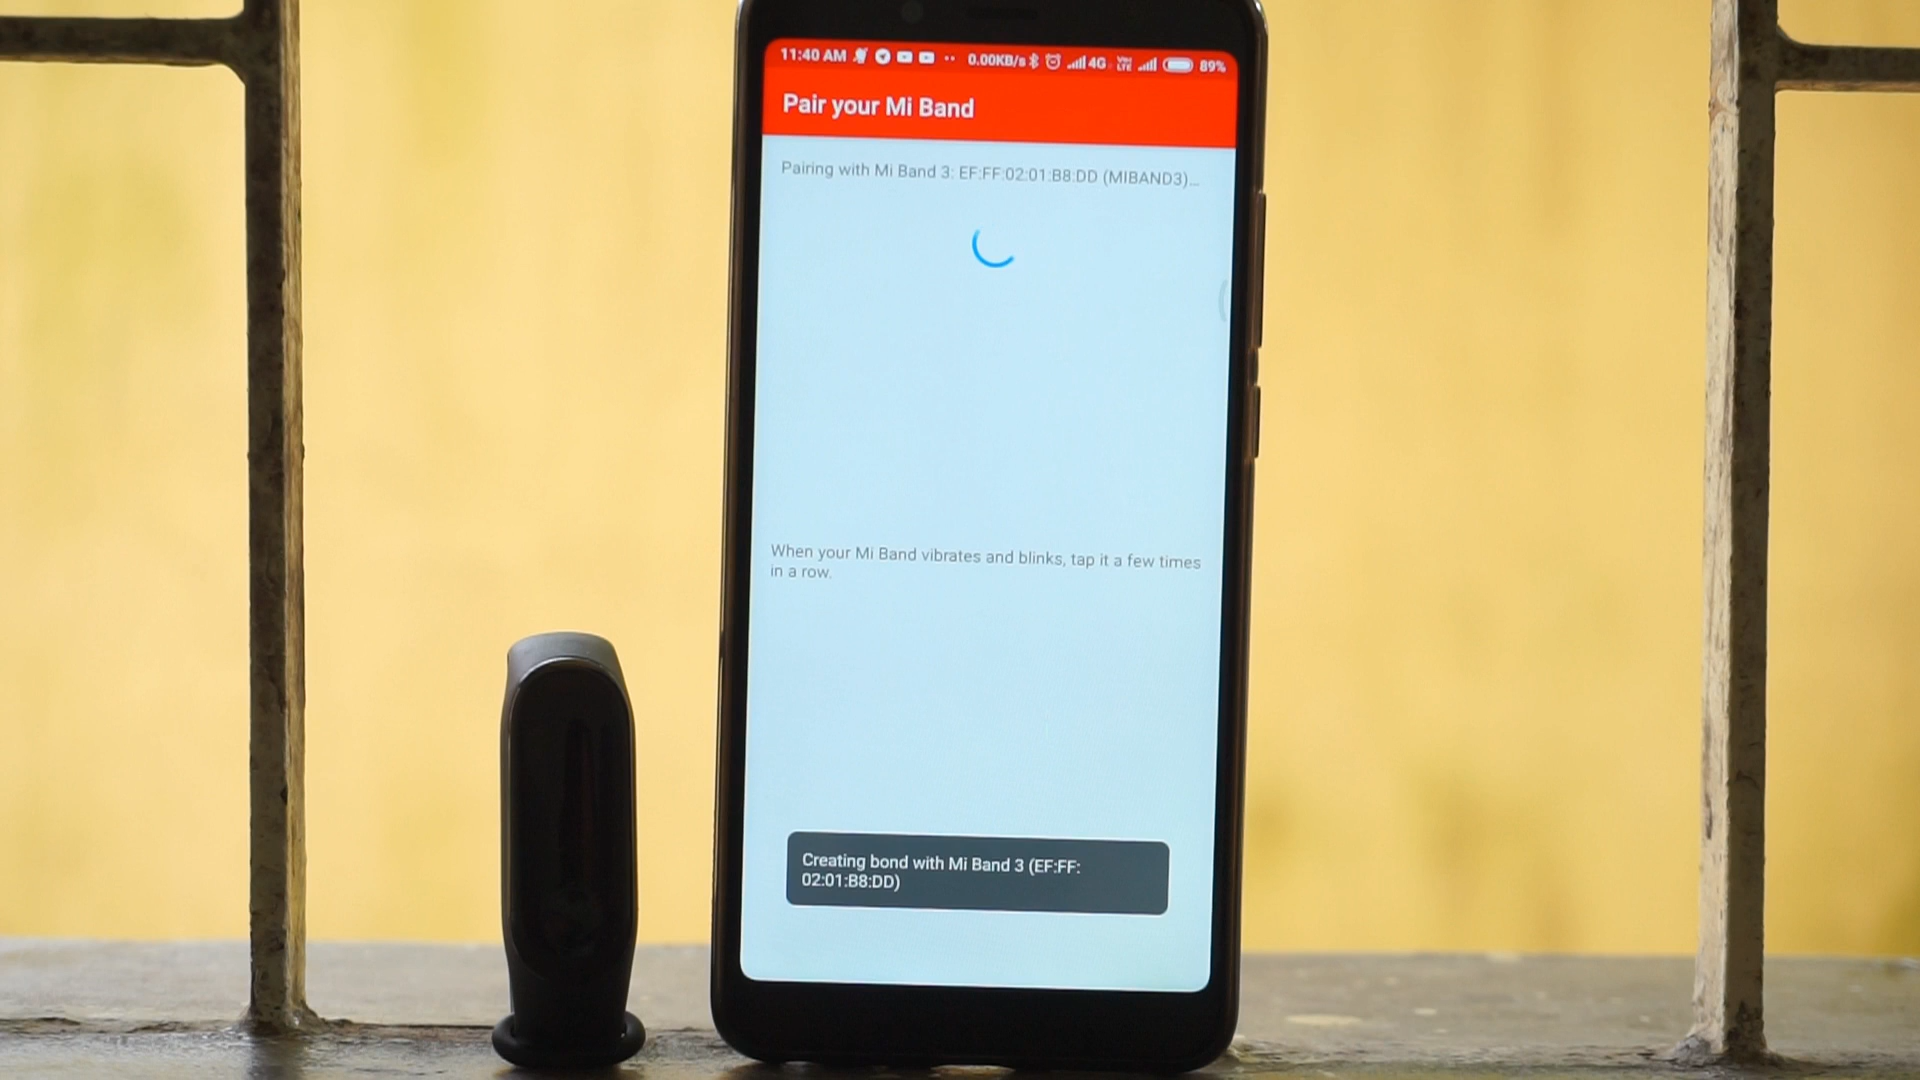 11:40 AM 0.00KB/s 4G VoLTE 89%
Pair your Mi Band
Pairing with Mi Band 3: EF:FF:02:01:B8:DD (MIBAND3)...
When your Mi Band vibrates and blinks, tap it a few times
in a row.
Creating bond with Mi Band 3 (EF:FF:
02:01:B8:DD)